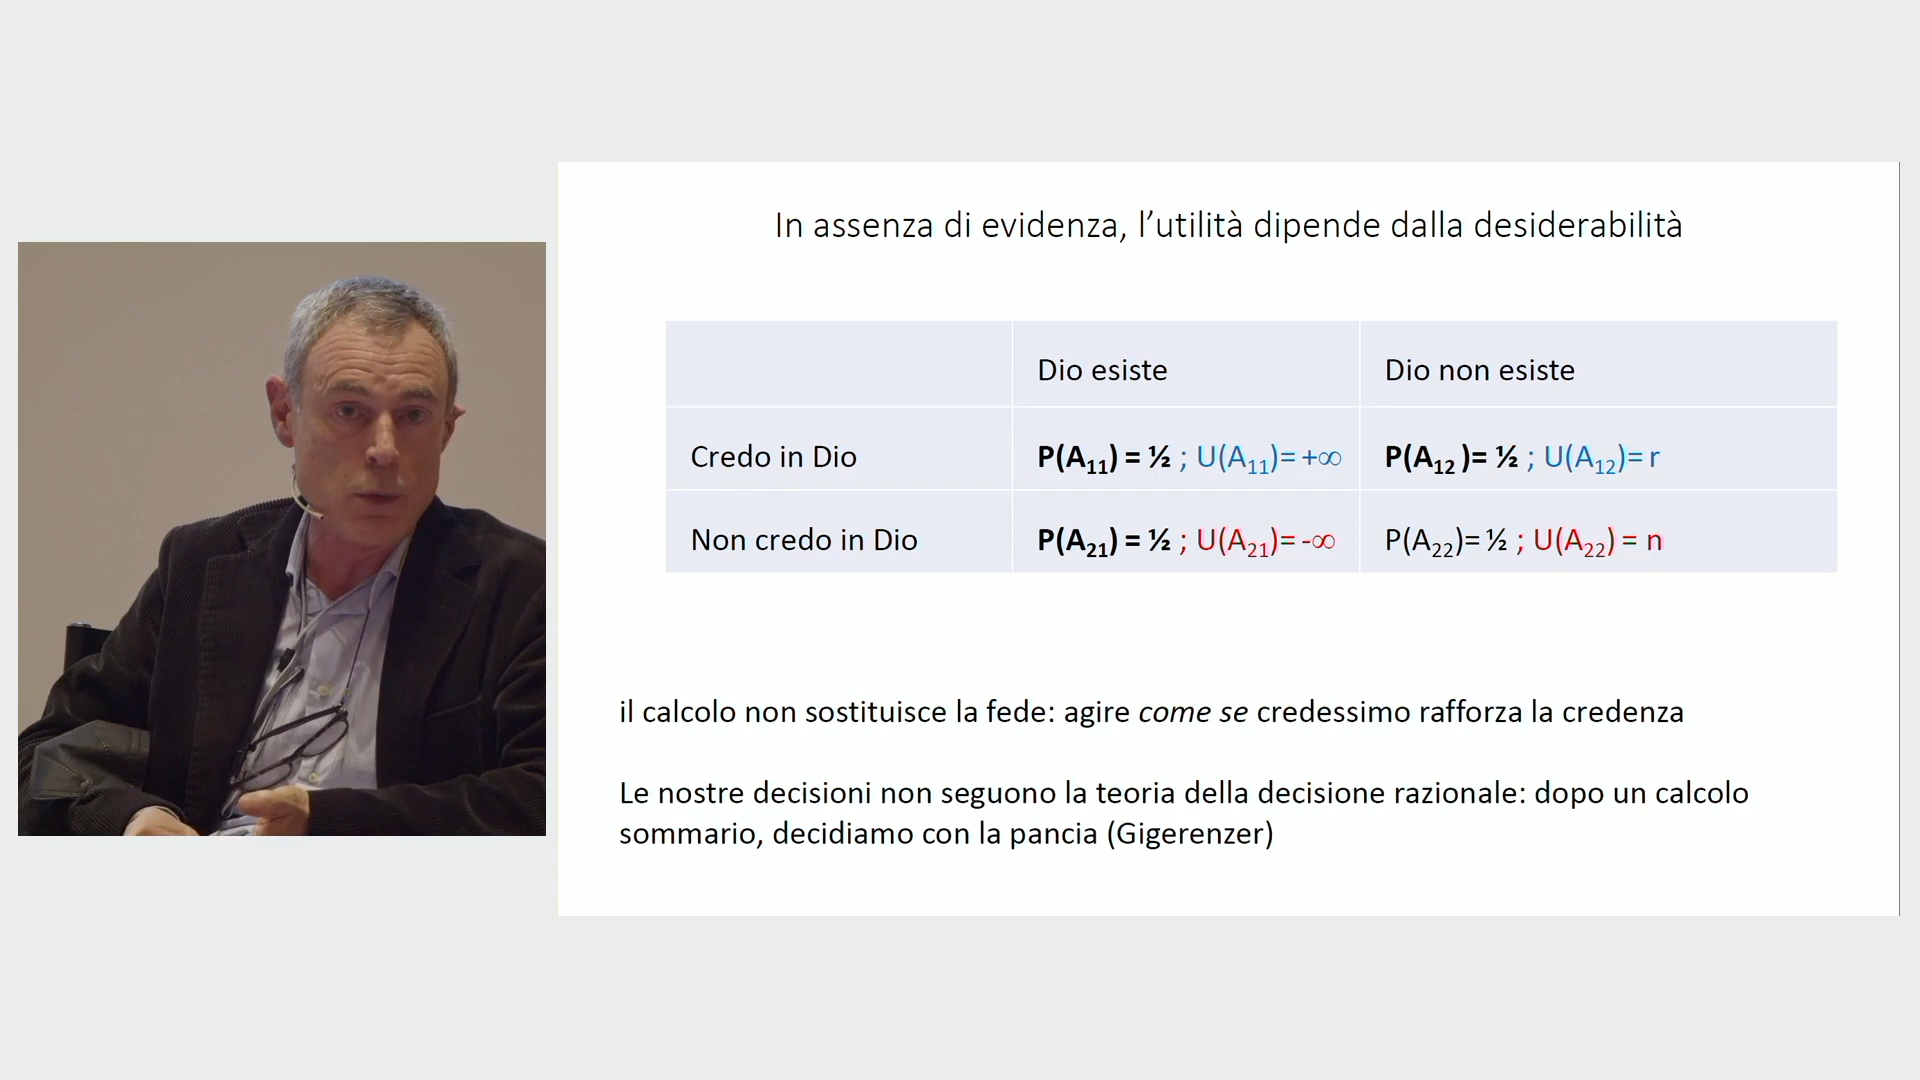 In assenza di evidenza, l’utilità dipende dalla desiderabilità
Dio esiste
Dio non esiste
Credo in Dio
P(A₁₁) = ½ ; U(A₁₁)= +∞
P(A₁₂ )= ½ ; U(A₁₂)= r
Non credo in Dio
P(A₂₁) = ½ ; U(A₂₁)= -∞
P(A₂₂)= ½ ; U(A₂₂) = n
il calcolo non sostituisce la fede: agire come se credessimo rafforza la credenza
Le nostre decisioni non seguono la teoria della decisione razionale: dopo un calcolo
sommario, decidiamo con la pancia (Gigerenzer)